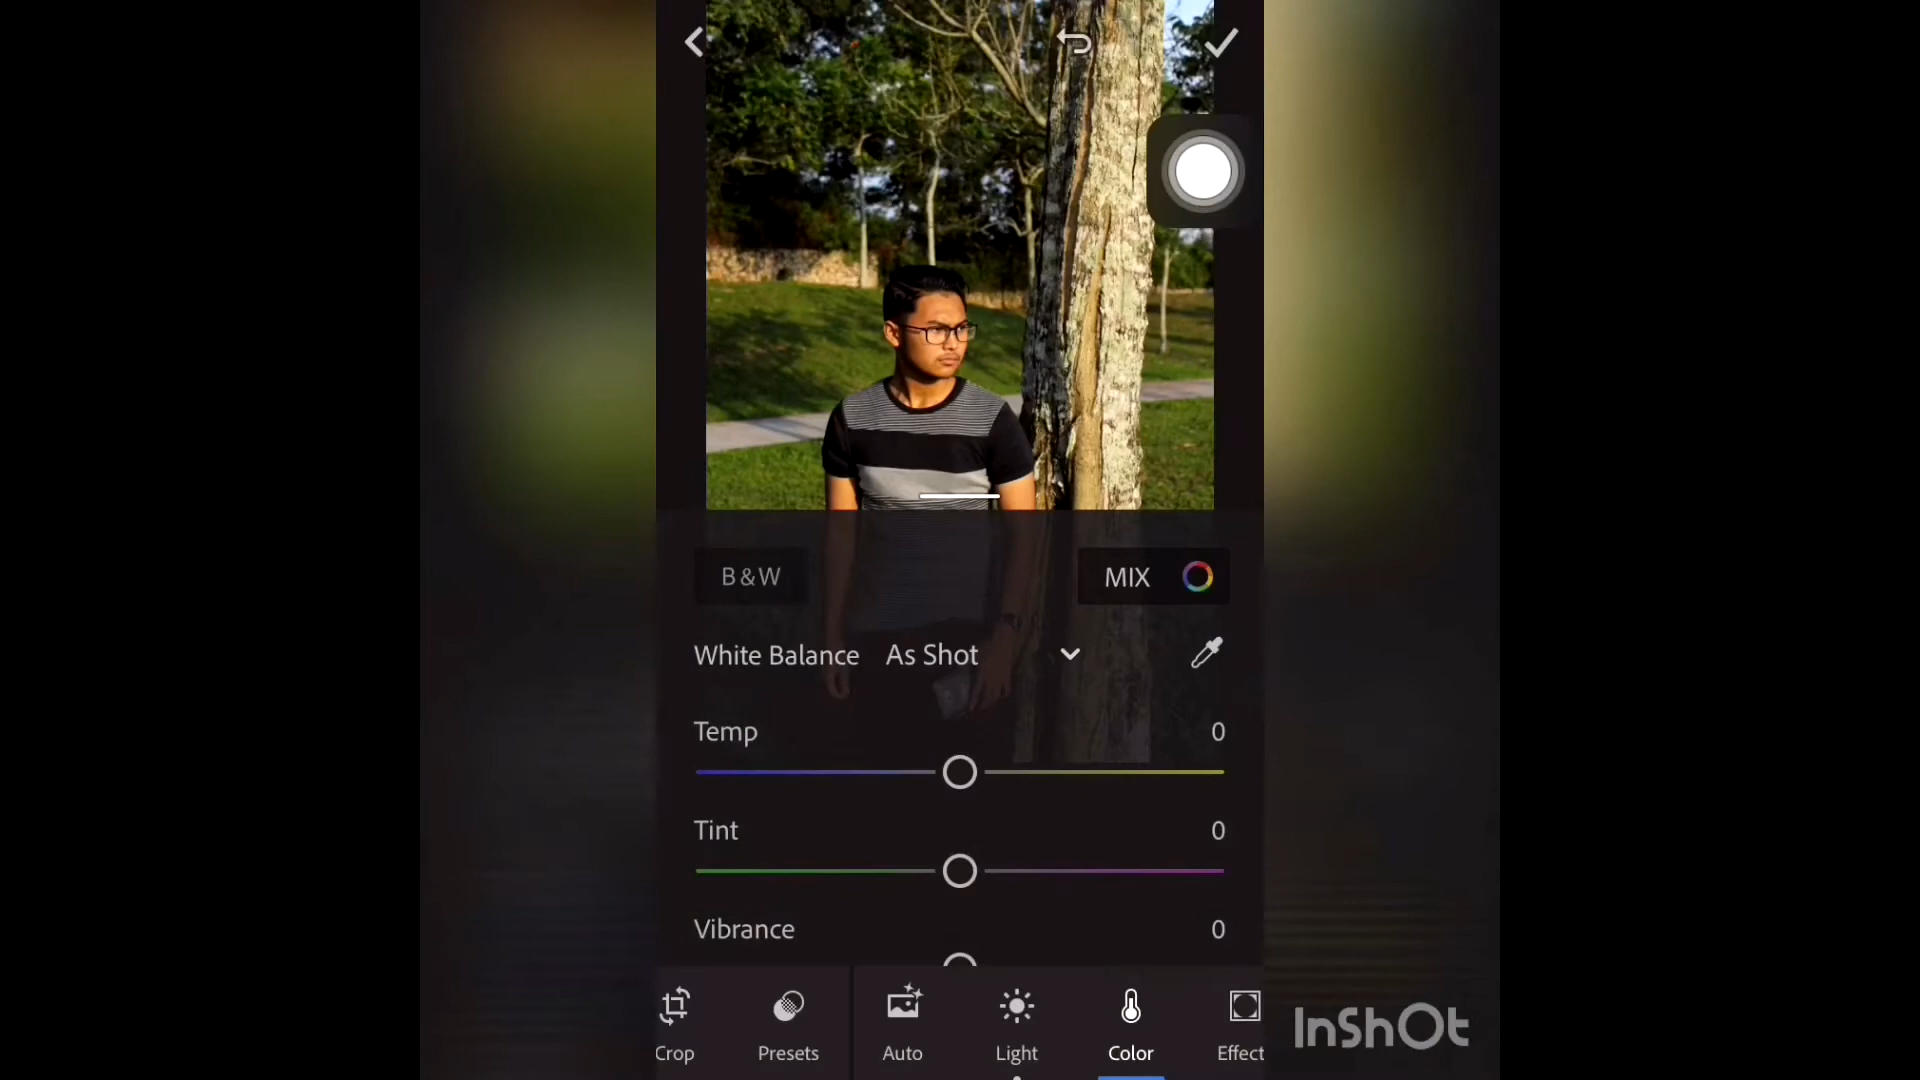 B&W
MIX
White Balance As Shot
Temp 0
Tint 0
Vibrance 0
Crop Presets Auto Light Color Effect
InShOt